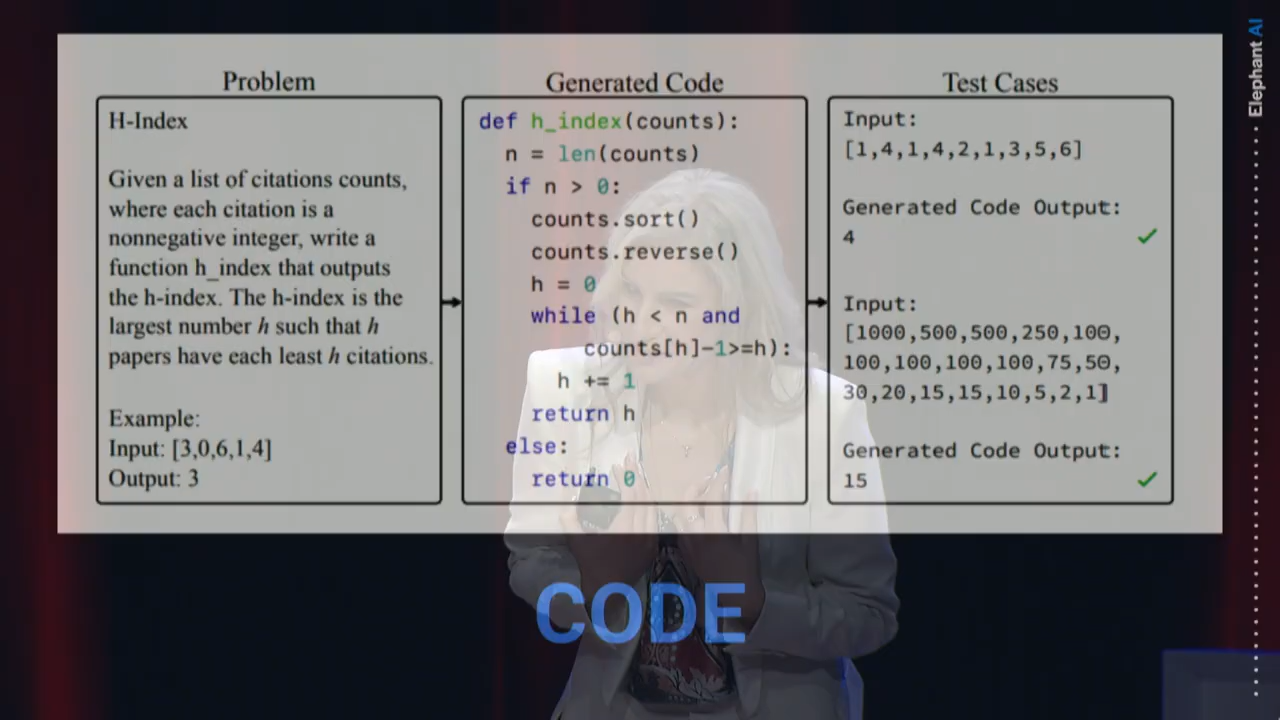 Problem
H-Index
Given a list of citations counts,
where each citation is a
nonnegative integer, write a
function h_index that outputs
the h-index. The h-index is the
largest number h such that h
papers have each least h citations.
Example:
Input: [3,0,6,1,4]
Output: 3
Generated Code
def h_index(counts):
n = len(counts)
if n > 0:
counts.sort()
counts.reverse()
h = 0
while (h < n and
counts[h]-1>=h):
h += 1
return h
else:
return 0
Test Cases
Input:
[1,4,1,4,2,1,3,5,6]
Generated Code Output:
4
Input:
[1000,500,500,250,100,
100,100,100,100,75,50,
30,20,15,15,10,5,2,1]
Generated Code Output:
15
CODE
Elephant AI